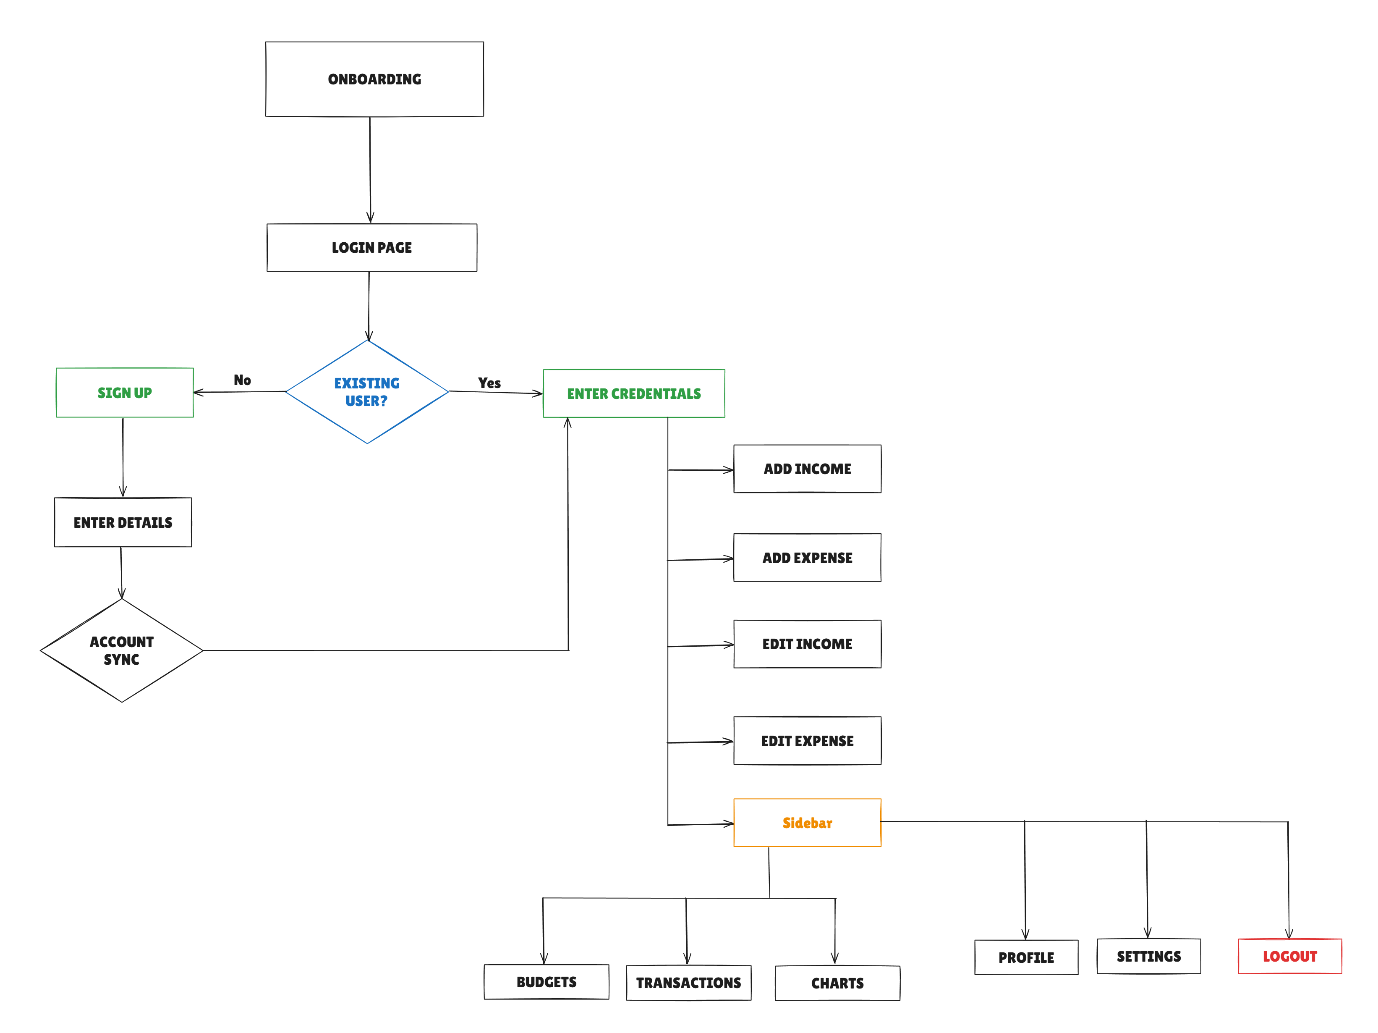 ONBOARDING
LOGIN PAGE
No
EXISTING
USER?
Yes
SIGN UP
ENTER CREDENTIALS
ADD INCOME
ENTER DETAILS
ADD EXPENSE
ACCOUNT
SYNC
EDIT INCOME
EDIT EXPENSE
Sidebar
PROFILE
SETTINGS
LOGOUT
BUDGETS
TRANSACTIONS
CHARTS